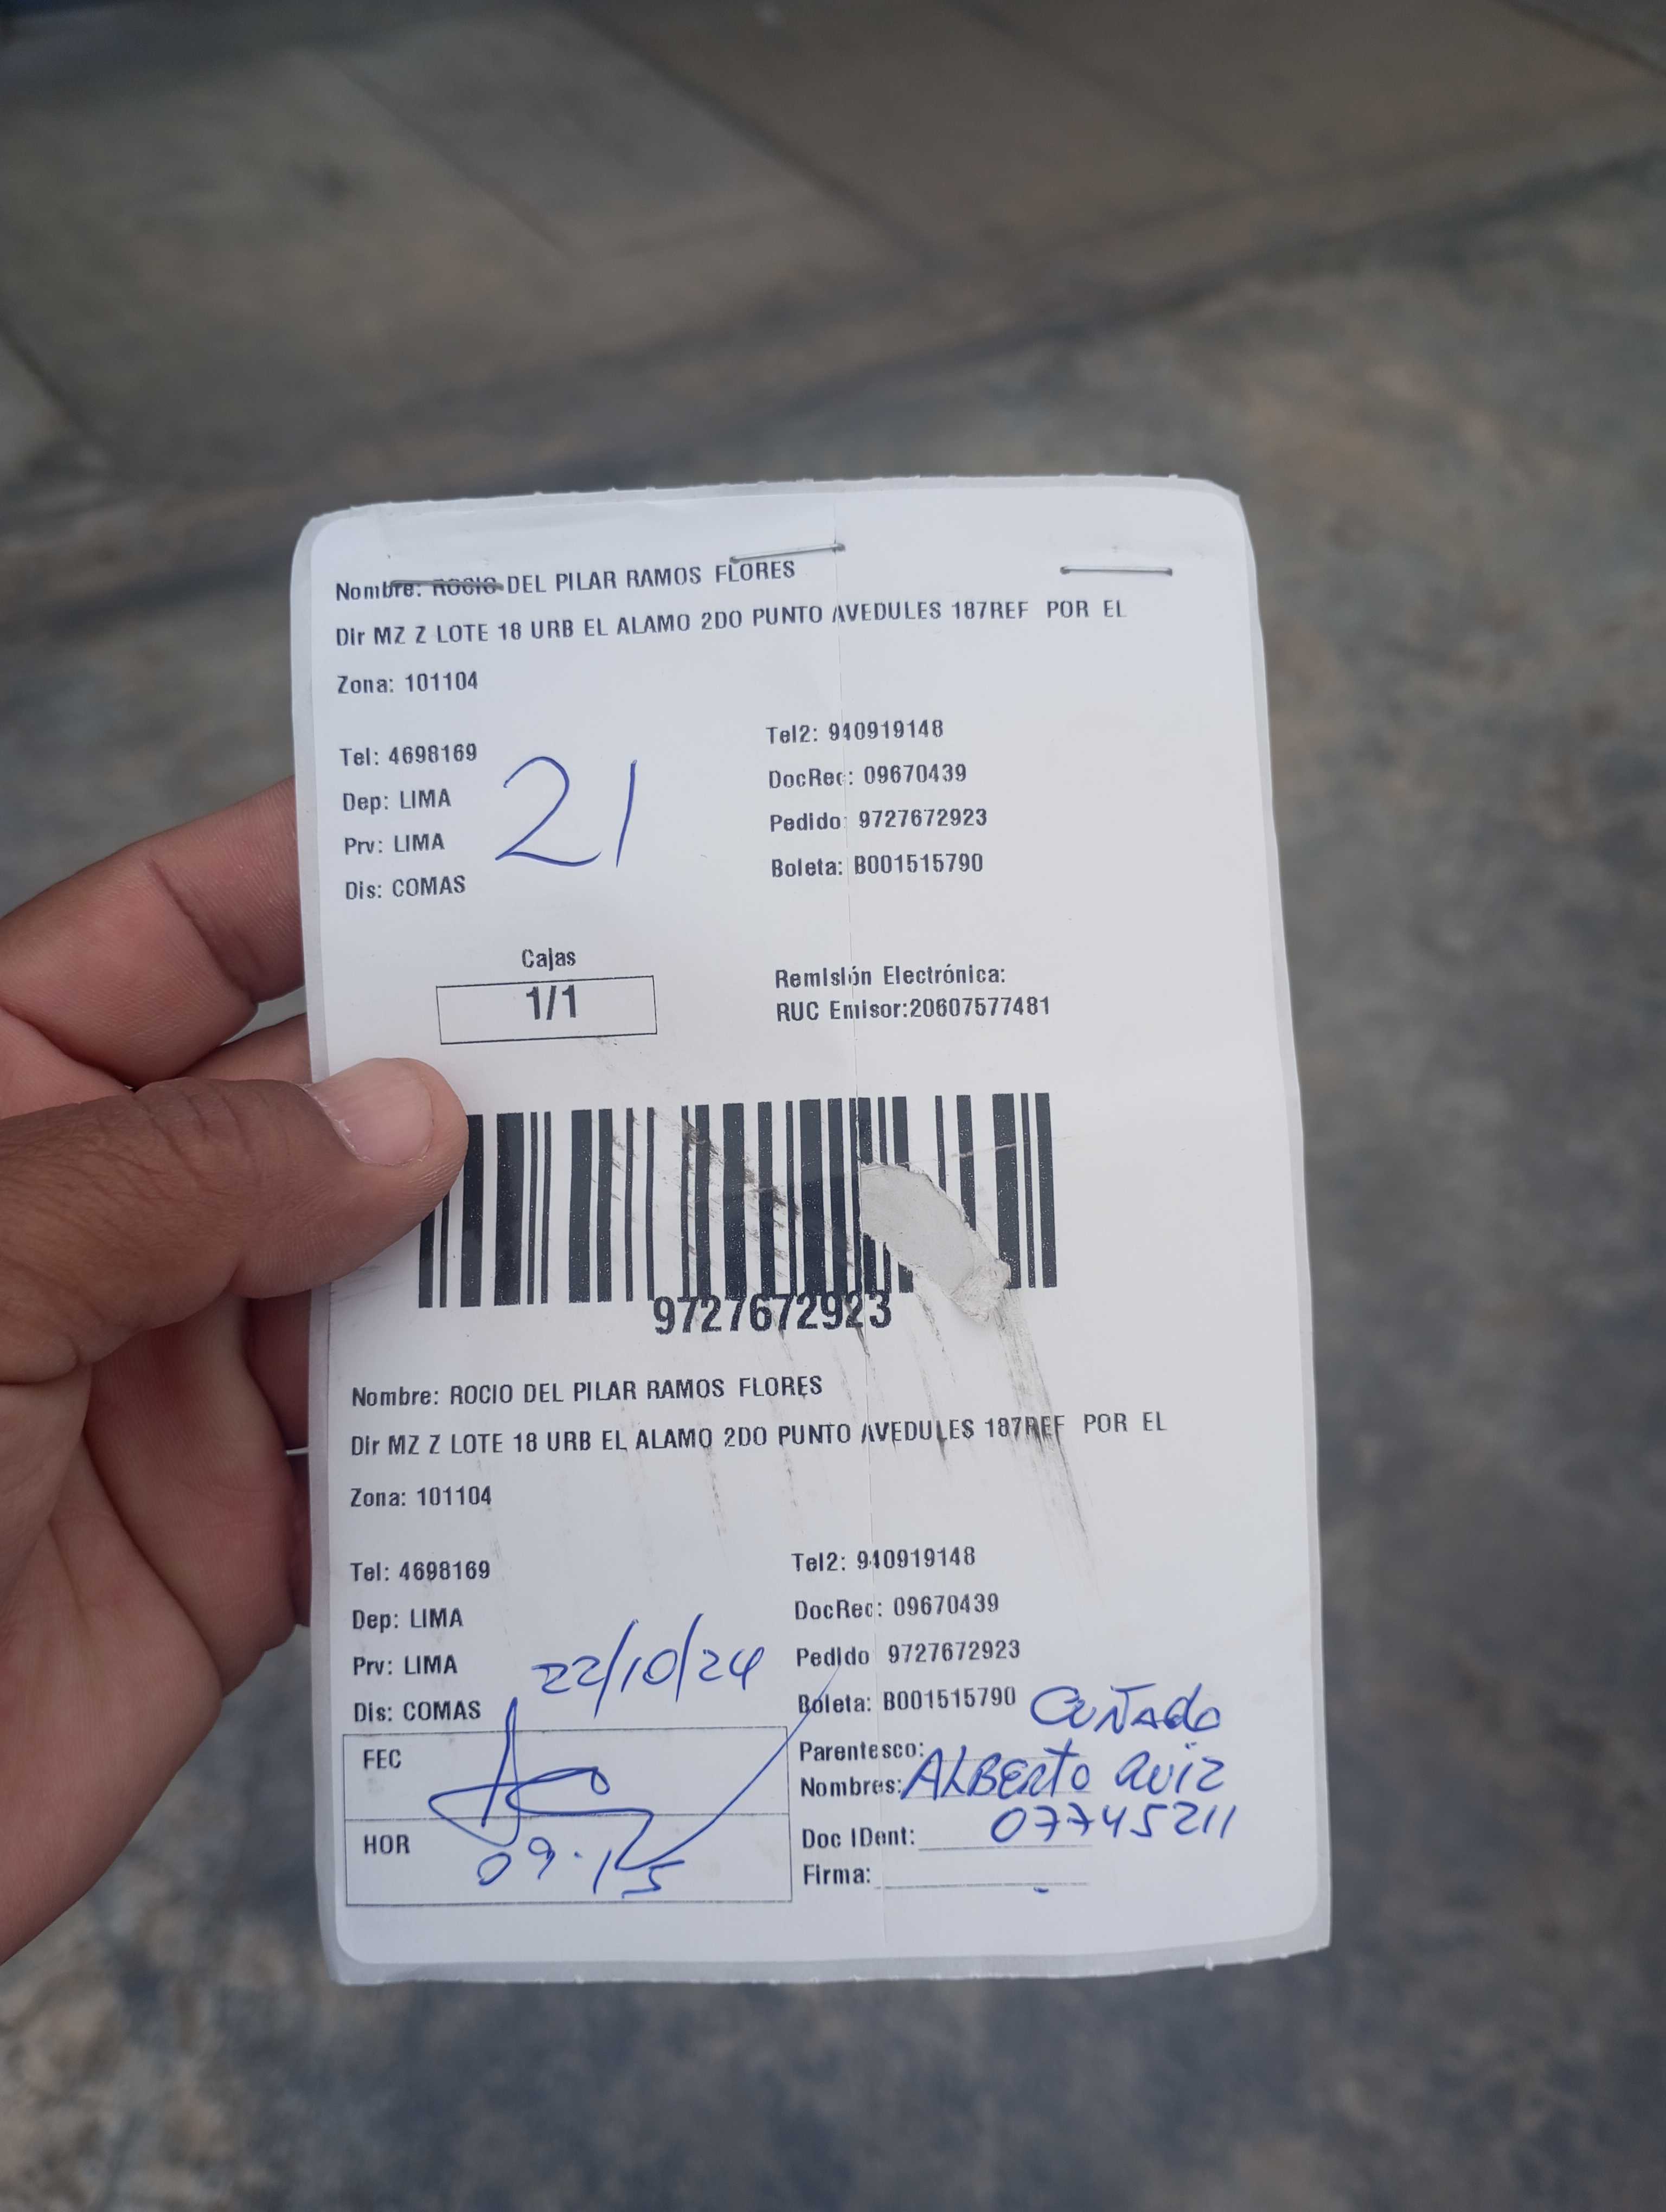 Nombre: ROCIO DEL PILAR RAMOS FLORES
Dir MZ Z LOTE 18 URB EL ALAMO 2DO PUNTO AVEDULES 187REF POR EL
Zona: 101104
Tel: 4698169
Dep: LIMA
Prv: LIMA
Dis: COMAS
21
Tel2: 940919148
DocRec: 09670439
Pedido: 9727672923
Boleta: B001515790
Cajas
1/1
Remisión Electrónica:
RUC Emisor:20607577481
9727672923
Nombre: ROCIO DEL PILAR RAMOS FLORES
Dir MZ Z LOTE 18 URB EL ALAMO 2DO PUNTO AVEDULES 187REF POR EL
Zona: 101104
Tel: 4698169
Dep: LIMA
Prv: LIMA
Dis: COMAS
22/10/24
Tel2: 940919148
DocRec: 09670439
Pedido 9727672923
Boleta: B001515790
FEC
HOR 09.15
CUÑAdo
Parentesco:
Nombres: ALBERTO RUIZ
Doc IDent: 07745211
Firma: